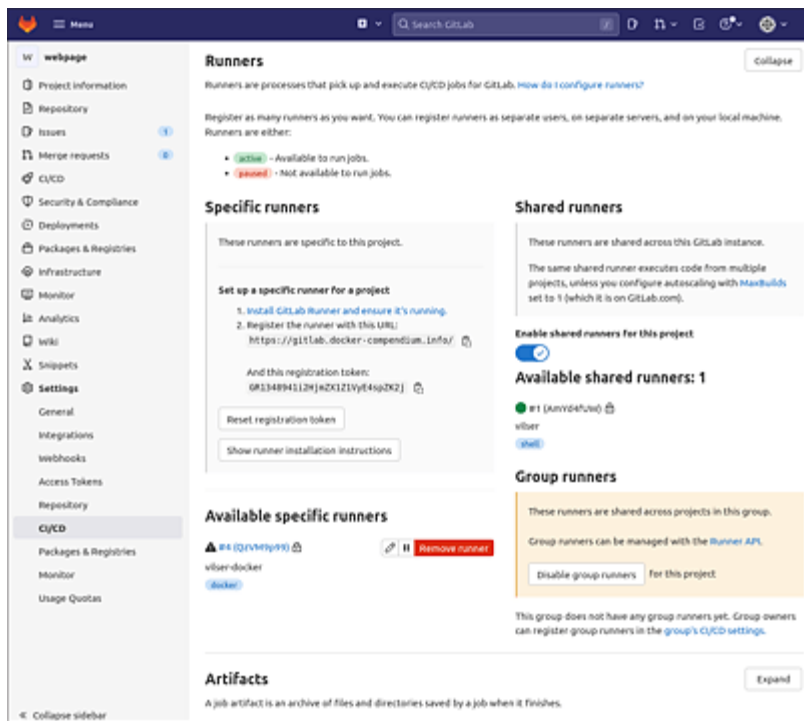 Menu
Search GitLab
W webpage
Project information
Repository
Issues 1
Merge requests 0
CI/CD
Security & Compliance
Deployments
Packages & Registries
Infrastructure
Monitor
Analytics
Wiki
Snippets
Settings
General
Integrations
Webhooks
Access Tokens
Repository
CI/CD
Packages & Registries
Monitor
Usage Quotas
Collapse sidebar
Runners
Collapse
Runners are processes that pick up and execute CI/CD jobs for GitLab. How do I configure runners?
Register as many runners as you want. You can register runners as separate users, on separate servers, and on your local machine.
Runners are either:
active - Available to run jobs.
paused - Not available to run jobs.
Specific runners
These runners are specific to this project.
Set up a specific runner for a project
1. Install GitLab Runner and ensure it's running.
2. Register the runner with this URL:
https://gitlab.docker-compendium.info/
And this registration token:
Reset registration token
Show runner installation instructions
Available specific runners
Remove runner
vilser-docker
docker
Shared runners
These runners are shared across this GitLab instance.
The same shared runner executes code from multiple
projects, unless you configure autoscaling with MaxBuilds
set to 1 (which it is on GitLab.com).
Enable shared runners for this project
Available shared runners: 1
#1
vilser
shell
Group runners
These runners are shared across projects in this group.
Group runners can be managed with the Runner API.
Disable group runners for this project
This group does not have any group runners yet. Group owners
can register group runners in the group's CI/CD settings.
Artifacts
Expand
A job artifact is an archive of files and directories saved by a job when it finishes.